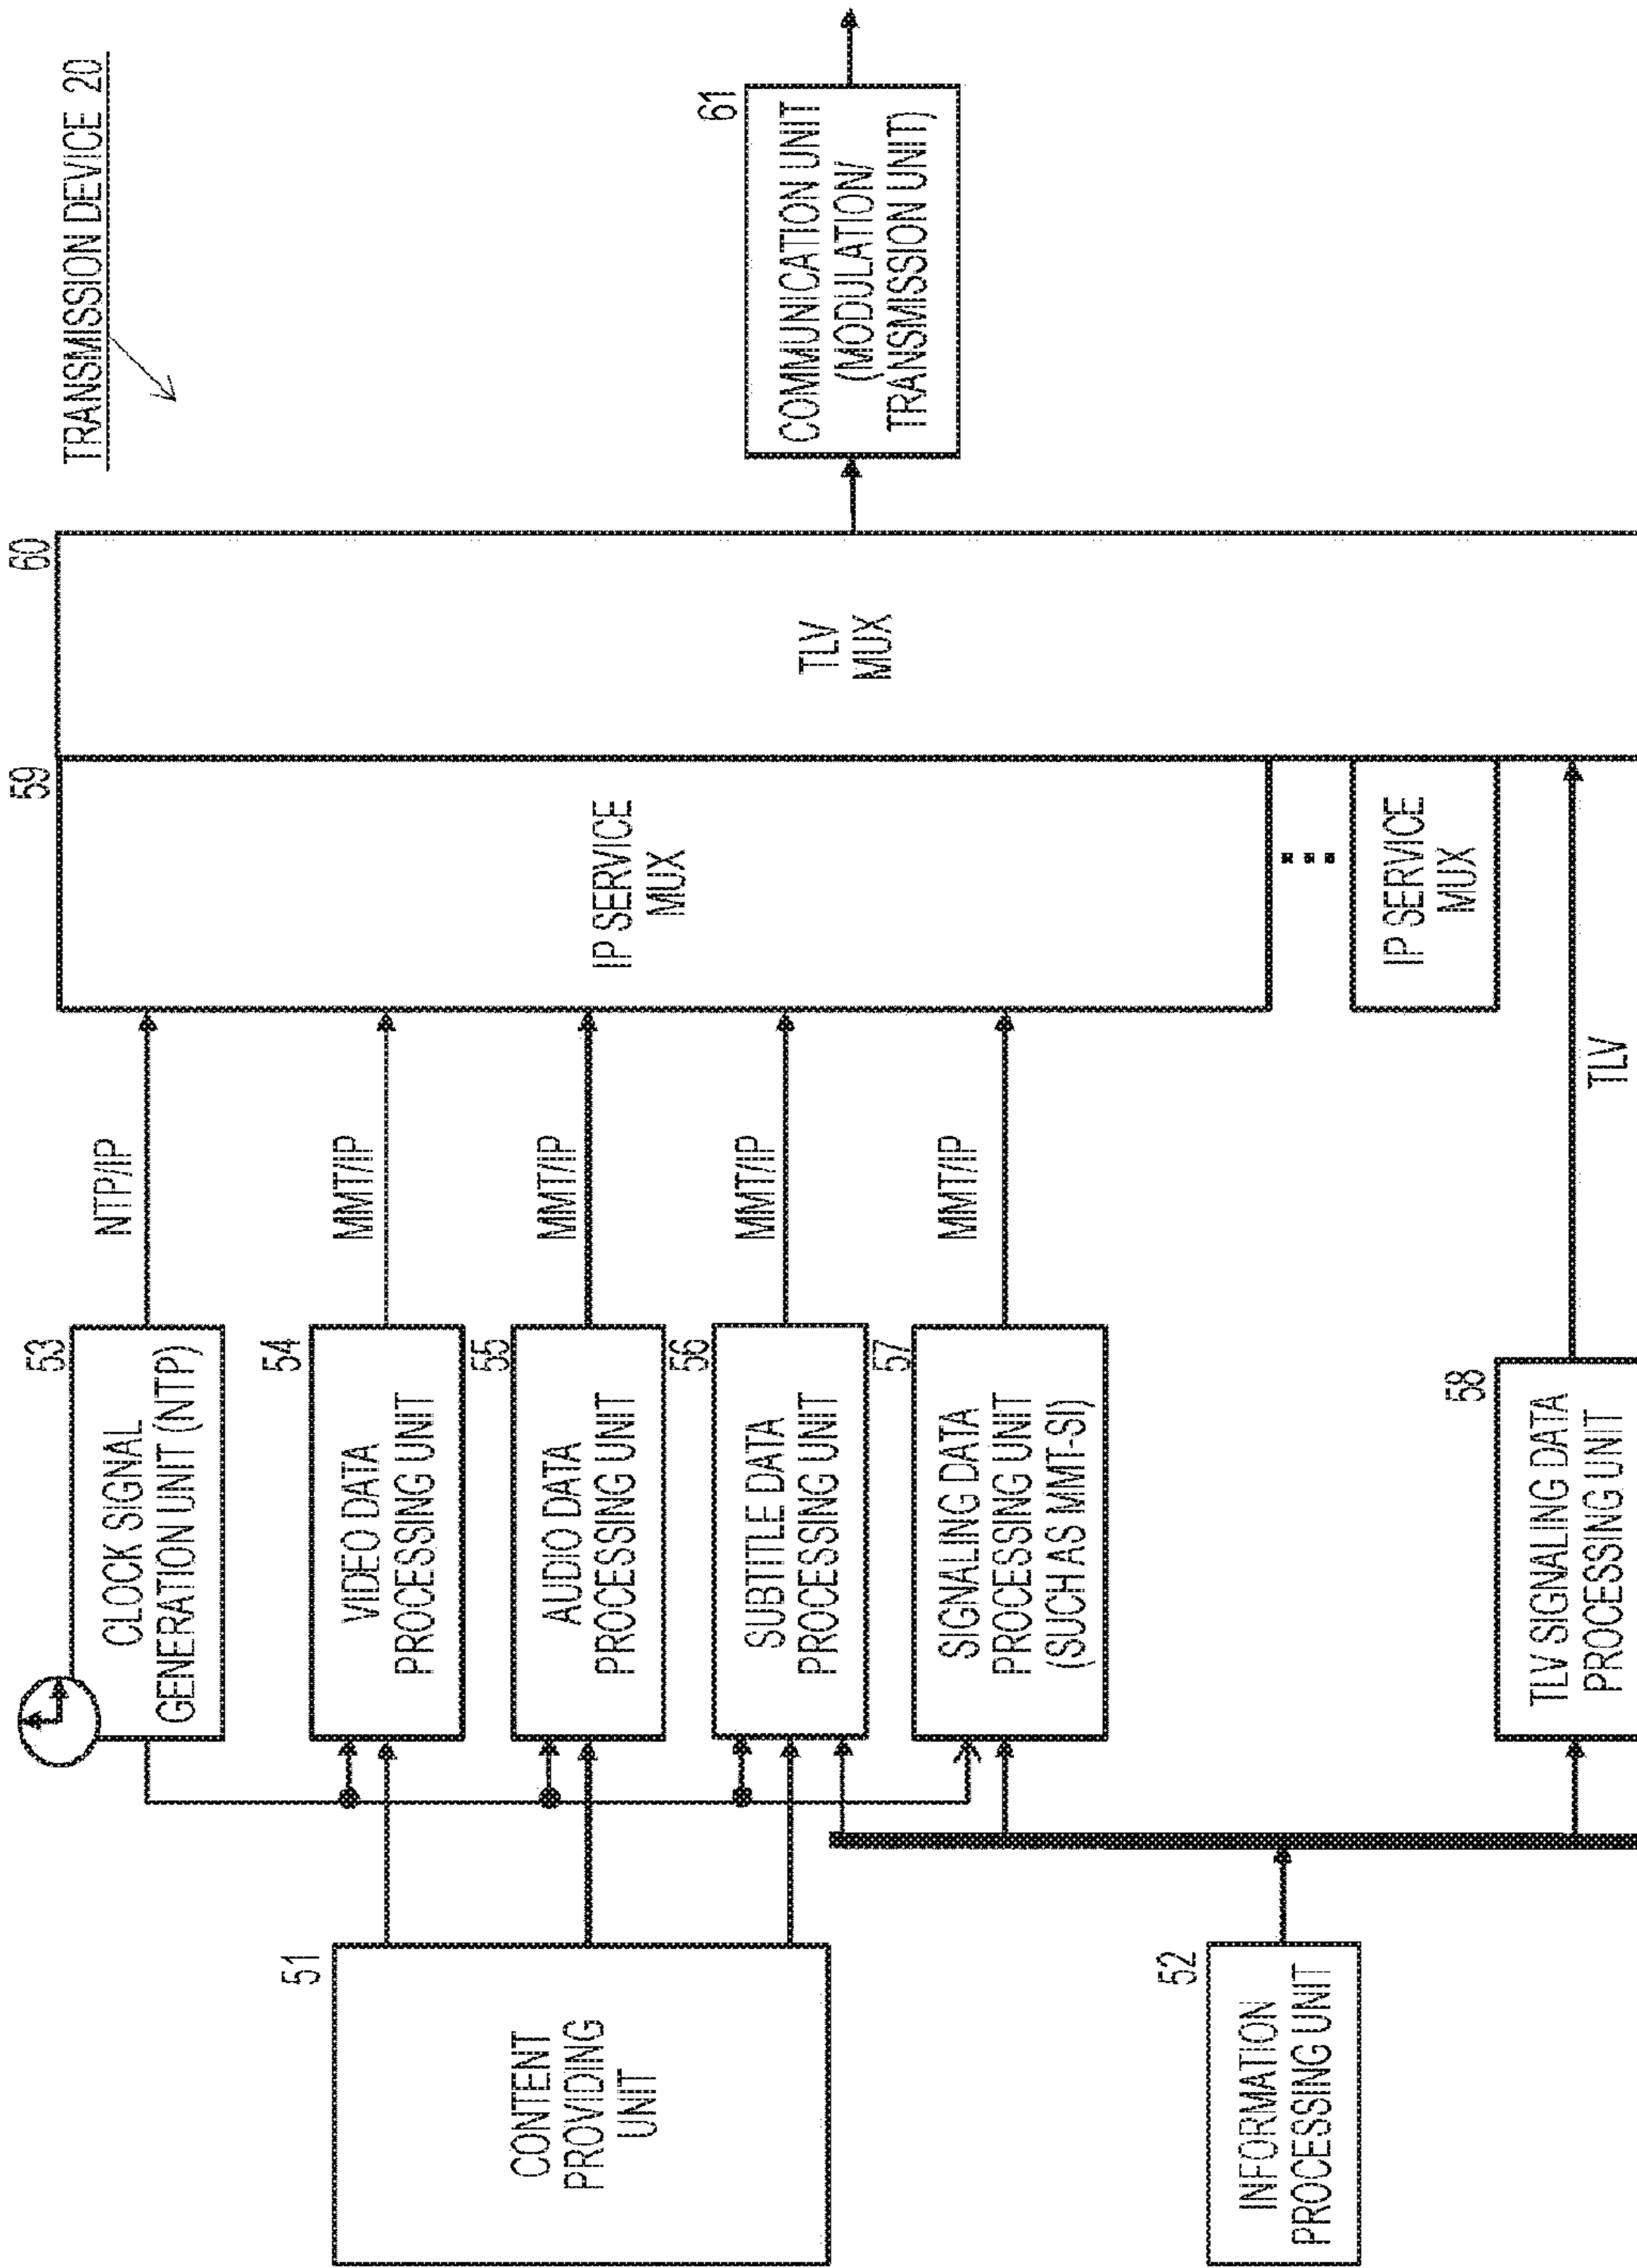 TRANSMISSION DEVICE 20
51
CONTENT
PROVIDING
UNIT
52
INFORMATION
PROCESSING UNIT
53
CLOCK SIGNAL
GENERATION UNIT (NTP)
54
VIDEO DATA
PROCESSING UNIT
55
AUDIO DATA
PROCESSING UNIT
56
SUBTITLE DATA
PROCESSING UNIT
57
SIGNALING DATA
PROCESSING UNIT
(SUCH AS MMT-SI)
58
TLV SIGNALING DATA
PROCESSING UNIT
NTP/IP
MMT/IP
MMT/IP
MMT/IP
MMT/IP
TLV
59
IP SERVICE
MUX
IP SERVICE
MUX
60
TLV
MUX
61
COMMUNICATION UNIT
(MODULATION/
TRANSMISSION UNIT)